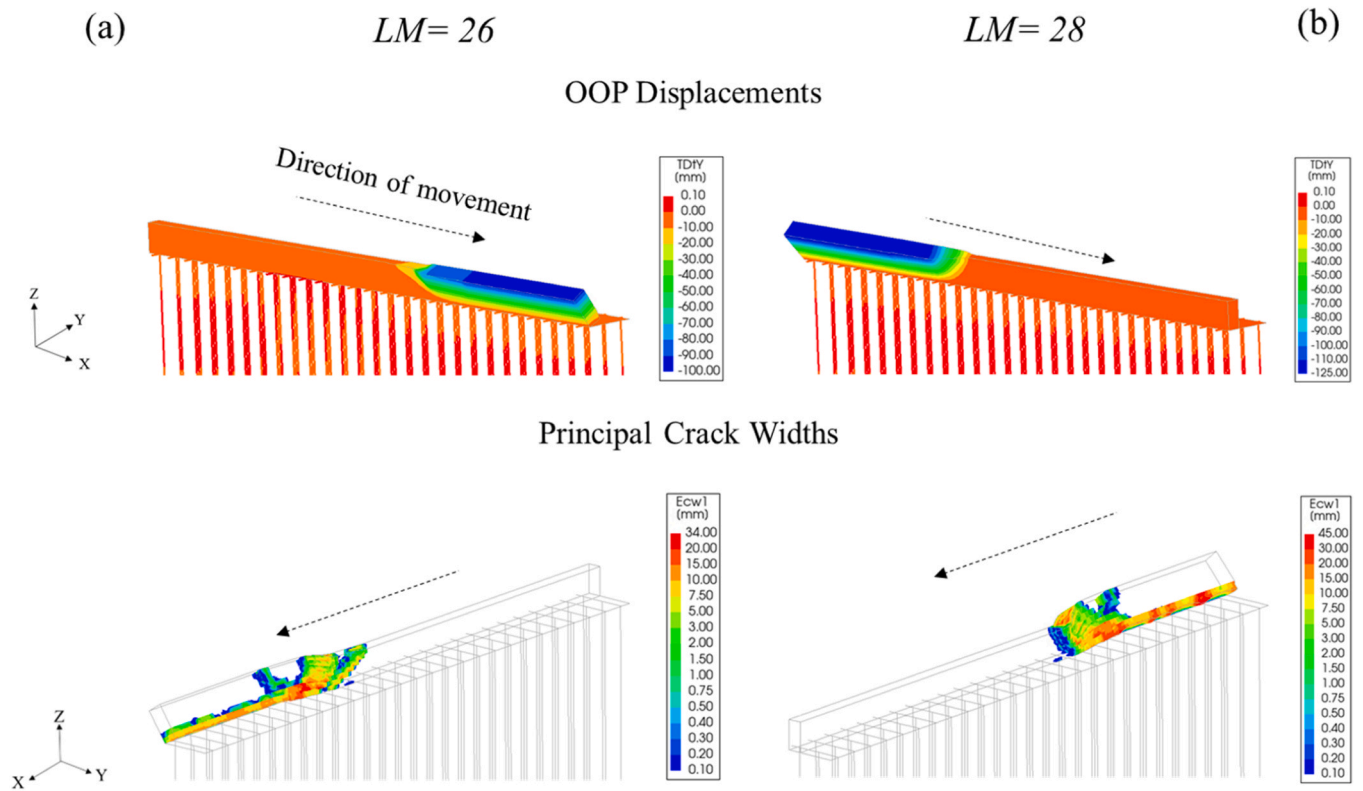 (a)
LM= 26
LM= 28
(b)
OOP Displacements
Direction of movement
TDtY
(mm)
0.10
0.00
-10.00
-20.00
-30.00
-40.00
-50.00
-60.00
-70.00
-80.00
-90.00
-100.00
TDtY
(mm)
0.10
0.00
-10.00
-20.00
-30.00
-40.00
-50.00
-60.00
-70.00
-80.00
-90.00
-100.00
-110.00
-125.00
Z
Y
X
Principal Crack Widths
Ecw1
(mm)
34.00
20.00
15.00
10.00
7.50
5.00
3.00
2.00
1.50
1.00
0.75
0.50
0.40
0.30
0.20
0.10
Ecw1
(mm)
45.00
30.00
15.00
10.00
7.50
5.00
3.00
2.00
1.50
1.00
0.75
0.50
0.40
0.30
0.20
0.10
Z
X
Y